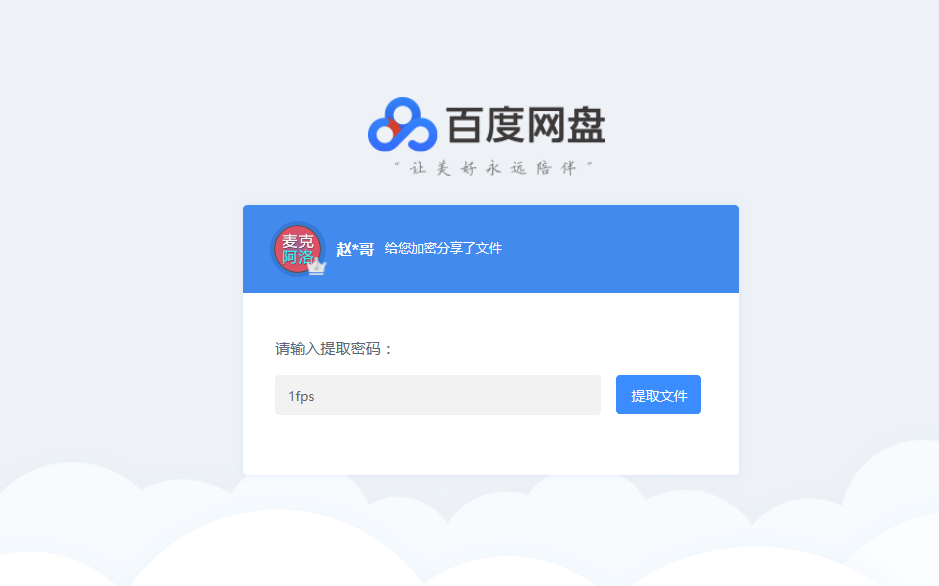 百度网盘
“让美好永远陪伴”
麦克
阿洛
赵*哥 给您加密分享了文件
请输入提取密码：
1fps 提取文件